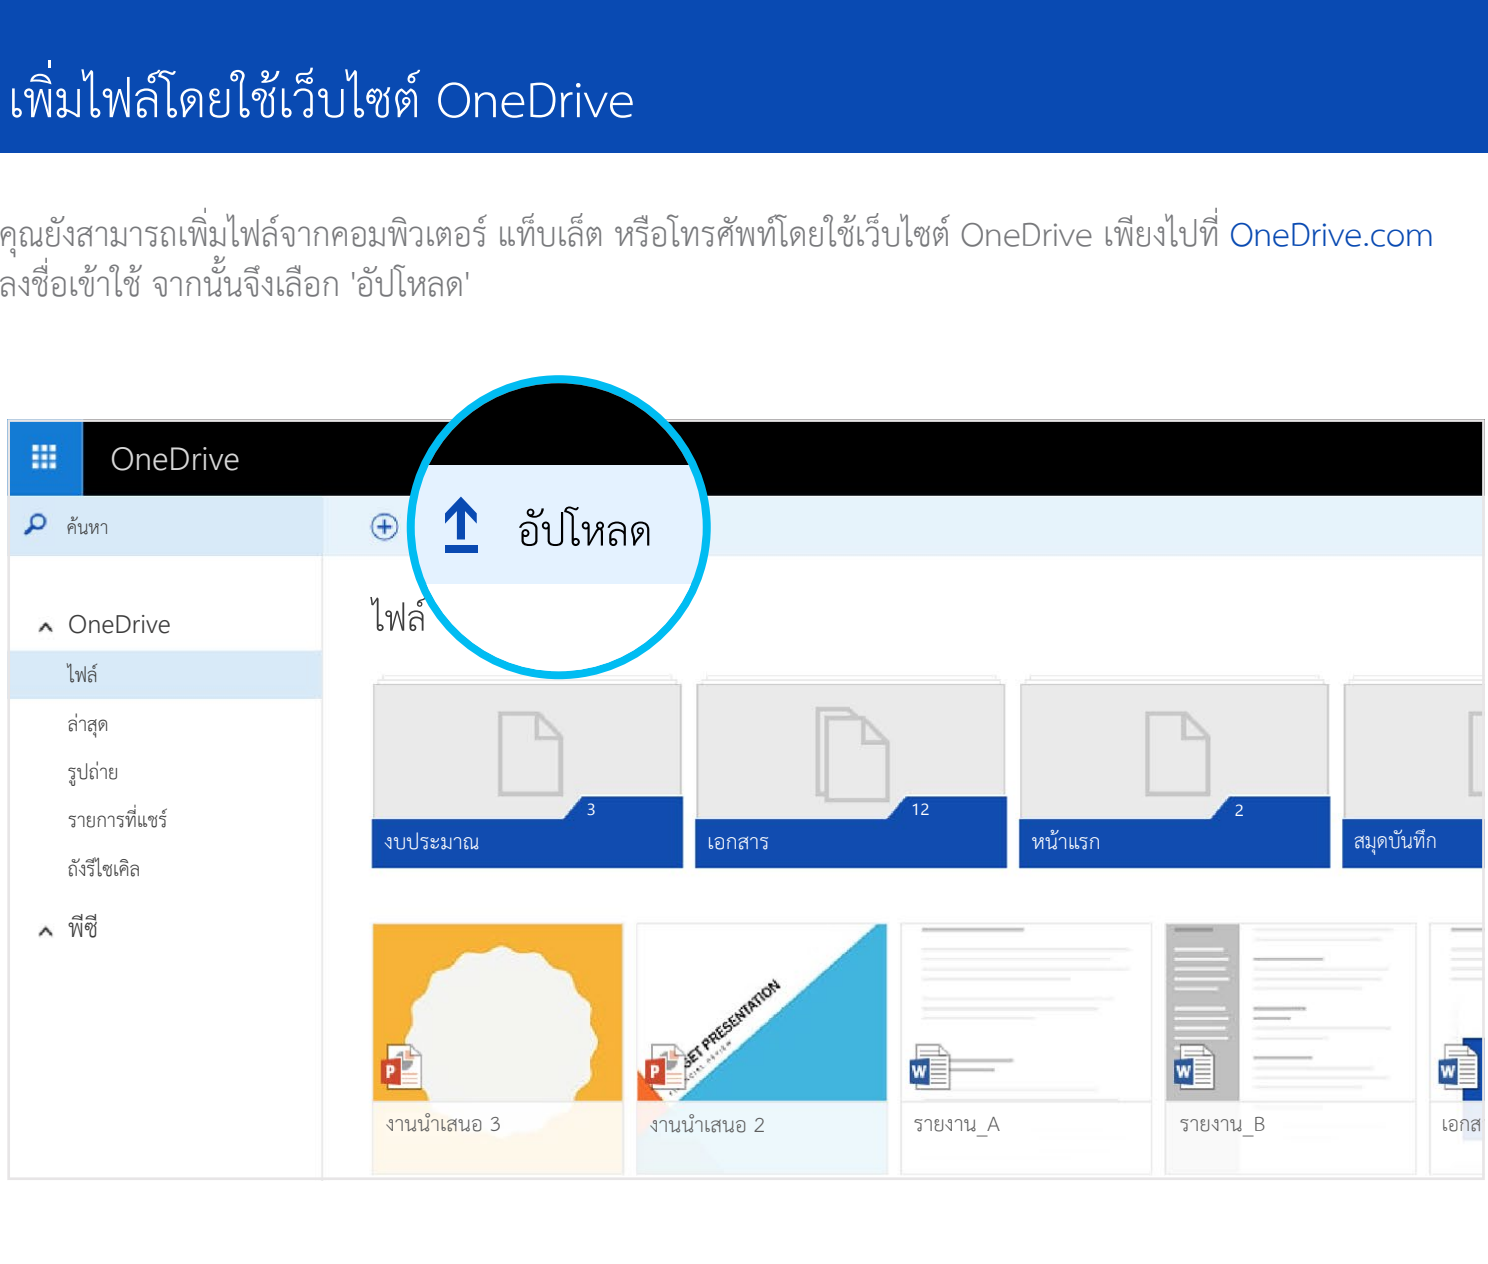 เพิ่มไฟล์โดยใช้เว็บไซต์ OneDrive
คุณยังสามารถเพิ่มไฟล์จากคอมพิวเตอร์ แท็บเล็ต หรือโทรศัพท์โดยใช้เว็บไซต์ OneDrive เพียงไปที่ OneDrive.com
ลงชื่อเข้าใช้ จากนั้นจึงเลือก 'อัปโหลด'
OneDrive
ค้นหา
อัปโหลด
OneDrive
ไฟล์
ล่าสุด
รูปถ่าย
รายการที่แชร์
ถังรีไซเคิล
พีซี
ไฟล์
3
งบประมาณ
12
เอกสาร
2
หน้าแรก
สมุดบันทึก
P
งานนำเสนอ 3
SET PRESENTATION
P
งานนำเสนอ 2
W
รายงาน_A
W
รายงาน_B
W
เอกส